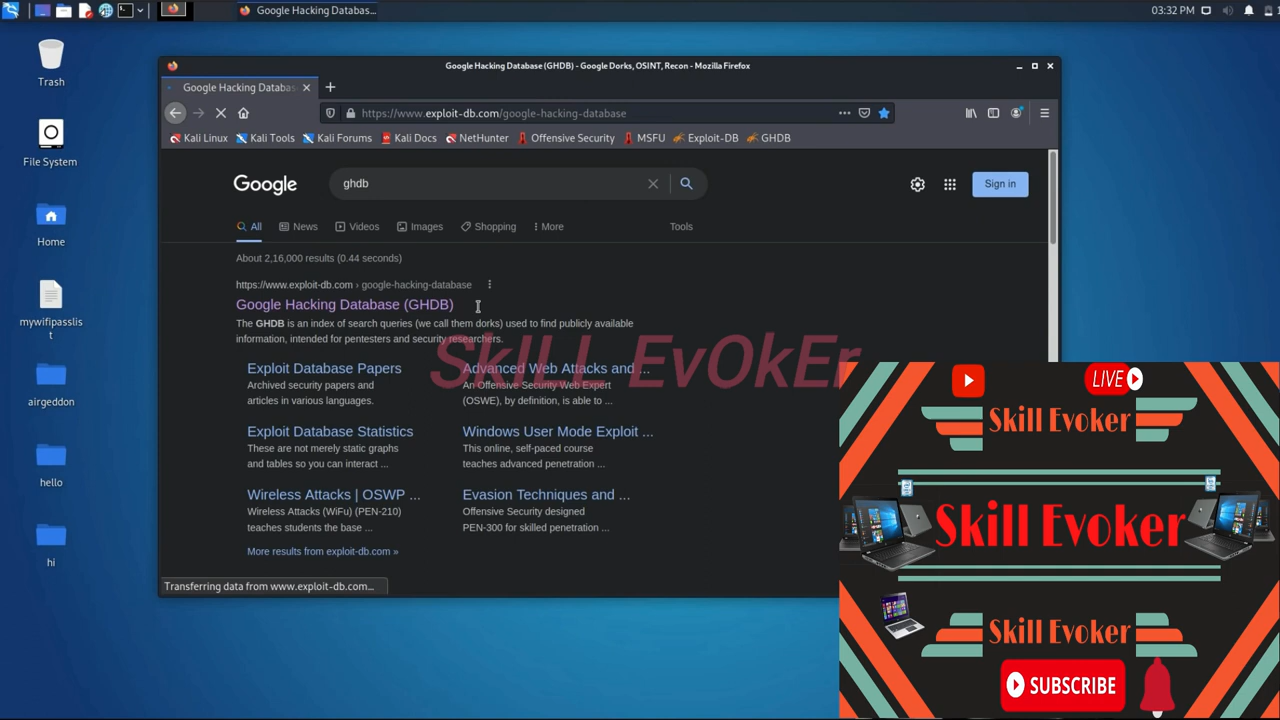 Google Hacking Databas...
03:32 PM
Trash
File System
Home
mywifipasslis
t
airgeddon
hello
hi
Google Hacking Database (GHDB) - Google Dorks, OSINT, Recon - Mozilla Firefox
Google Hacking Databas
https://www.exploit-db.com/google-hacking-database
Kali Linux
Kali Tools
Kali Forums
Kali Docs
NetHunter
Offensive Security
MSFU
Exploit-DB
GHDB
Google
ghdb
Sign in
All
News
Videos
Images
Shopping
More
Tools
About 2,16,000 results (0.44 seconds)
https://www.exploit-db.com › google-hacking-database
Google Hacking Database (GHDB)
The GHDB is an index of search queries (we call them dorks) used to find publicly available
information, intended for pentesters and security researchers.
SkILL EvOkEr
Exploit Database Papers
Archived security papers and
articles in various languages.
Advanced Web Attacks and ...
An Offensive Security Web Expert
(OSWE), by definition, is able to ...
Exploit Database Statistics
These are not merely static graphs
and tables so you can interact ...
Windows User Mode Exploit ...
This online, self-paced course
teaches advanced penetration ...
Wireless Attacks | OSWP ...
Wireless Attacks (WiFu) (PEN-210)
teaches students the base ...
Evasion Techniques and ...
Offensive Security designed
PEN-300 for skilled penetration ...
More results from exploit-db.com »
Transferring data from www.exploit-db.com...
LIVE
Skill Evoker
Skill Evoker
Skill Evoker
SUBSCRIBE